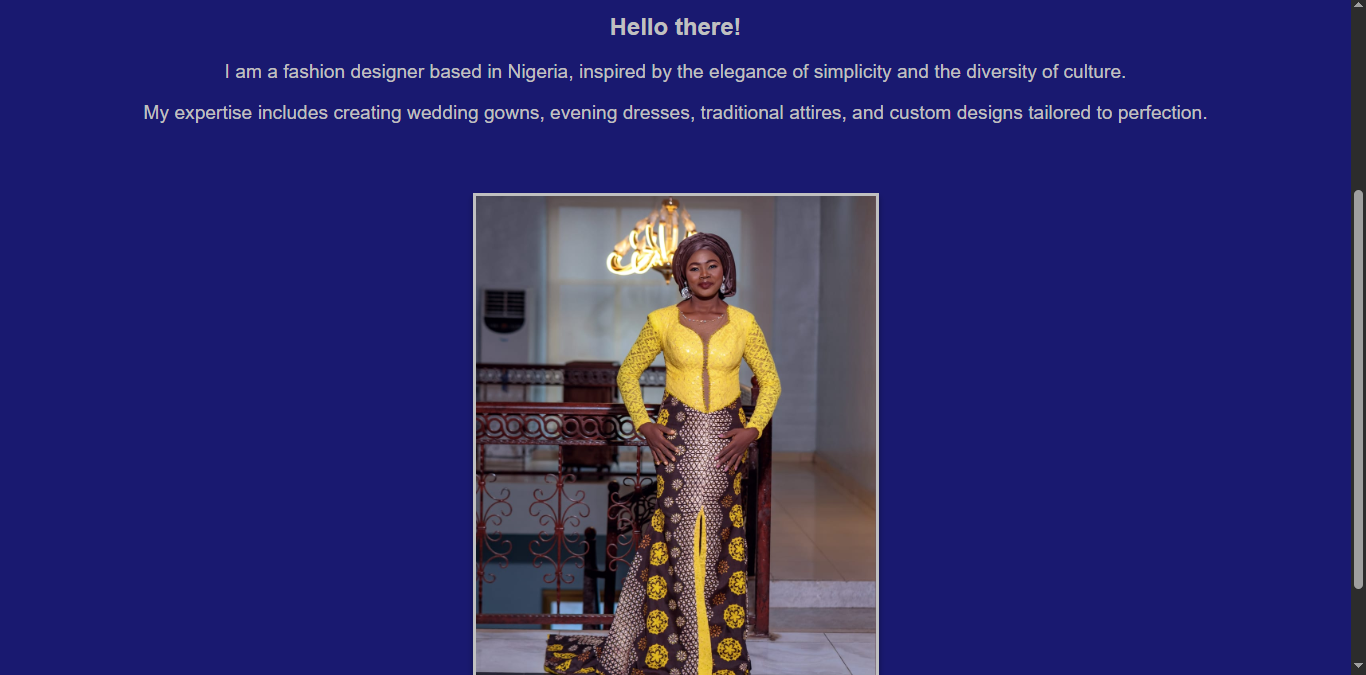 Hello there!
I am a fashion designer based in Nigeria, inspired by the elegance of simplicity and the diversity of culture.
My expertise includes creating wedding gowns, evening dresses, traditional attires, and custom designs tailored to perfection.